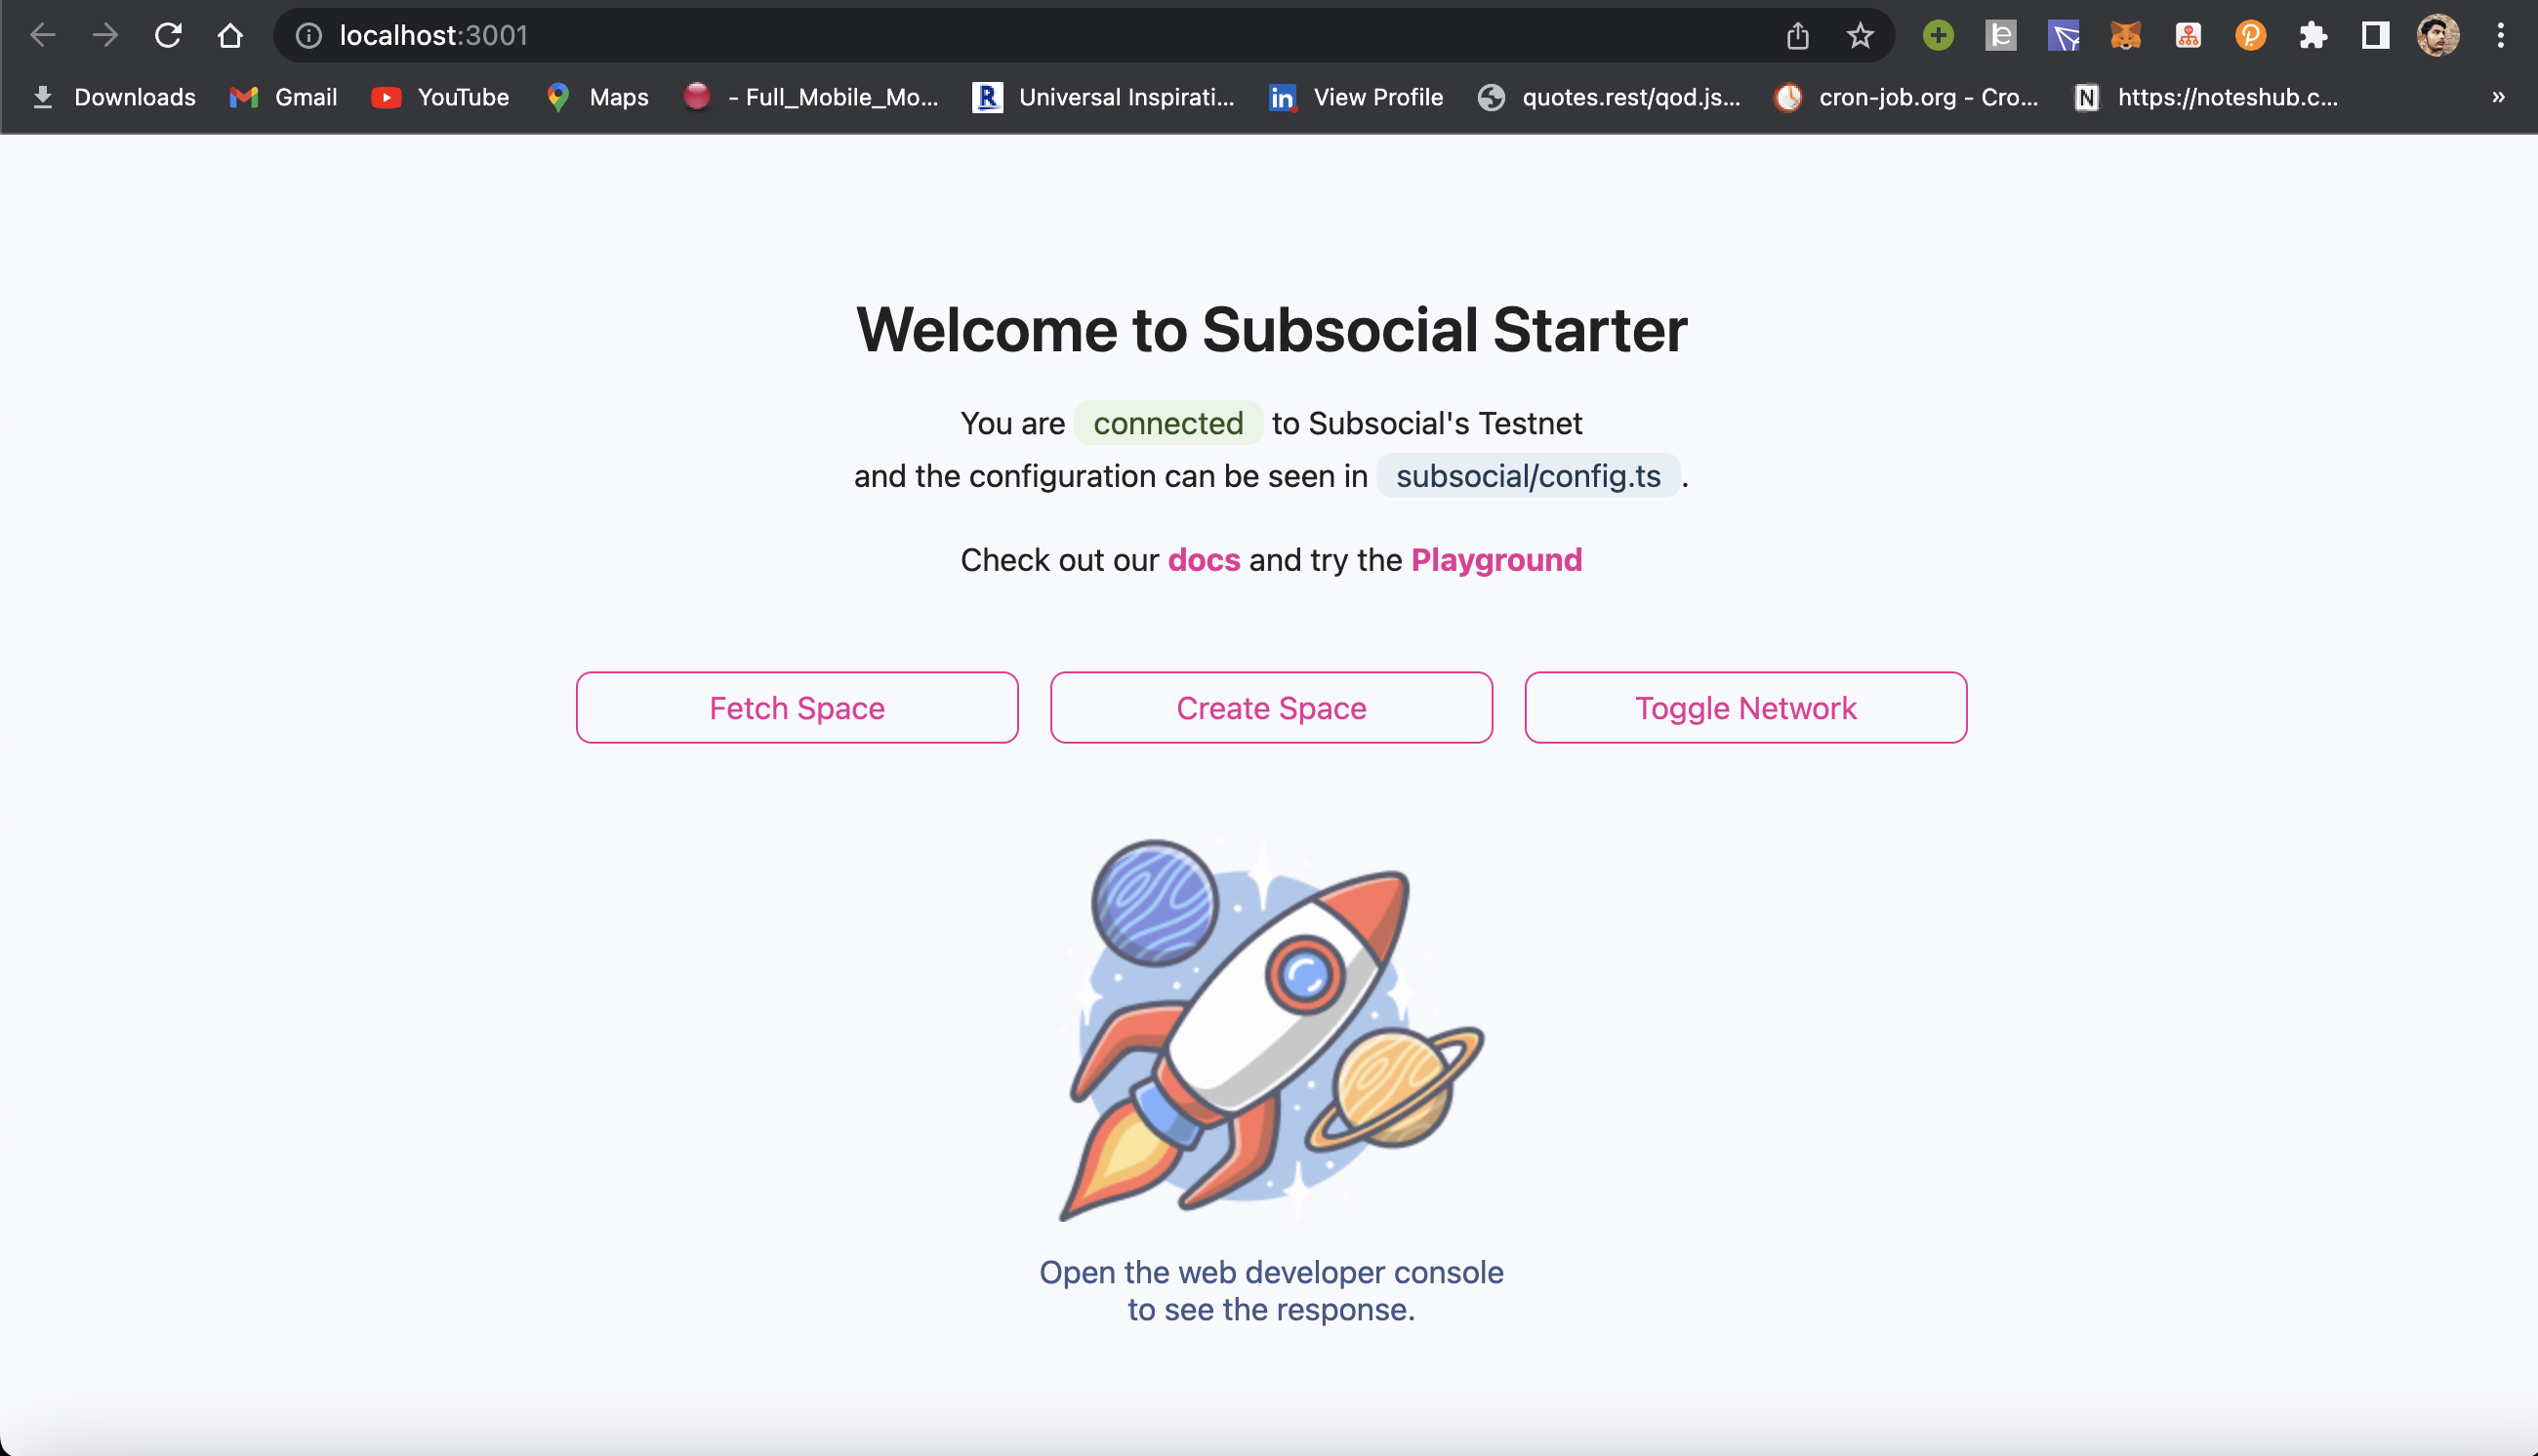 localhost:3001
Downloads Gmail YouTube Maps - Full_Mobile_Mo... Universal Inspirati... View Profile quotes.rest/qod.js... cron-job.org - Cro... https://noteshub.c... »
Welcome to Subsocial Starter
You are connected to Subsocial's Testnet
and the configuration can be seen in subsocial/config.ts .
Check out our docs and try the Playground
Fetch Space Create Space Toggle Network
Open the web developer console
to see the response.